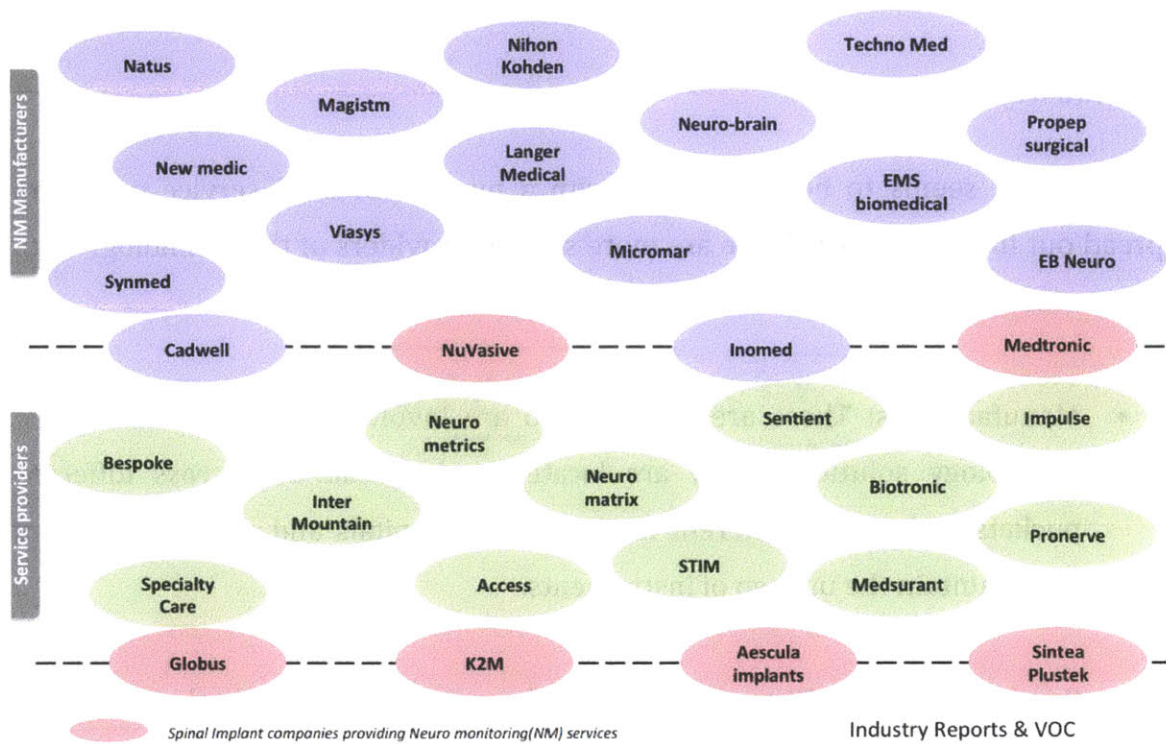 NM Manufacturers
Natus
Nihon
Kohden
Techno Med
Magistm
Neuro-brain
Propep
surgical
New medic
Langer
Medical
EMS
biomedical
Viasys
Micromar
EB Neuro
Synmed
Cadwell
NuVasive
Inomed
Medtronic
Service providers
Neuro
metrics
Sentient
Impulse
Bespoke
Inter
Mountain
Neuro
matrix
Biotronic
Pronerve
Specialty
Care
Access
STIM
Medsurant
Globus
K2M
Aescula
implants
Sintea
Plustek
Spinal Implant companies providing Neuro monitoring(NM) services
Industry Reports & VOC